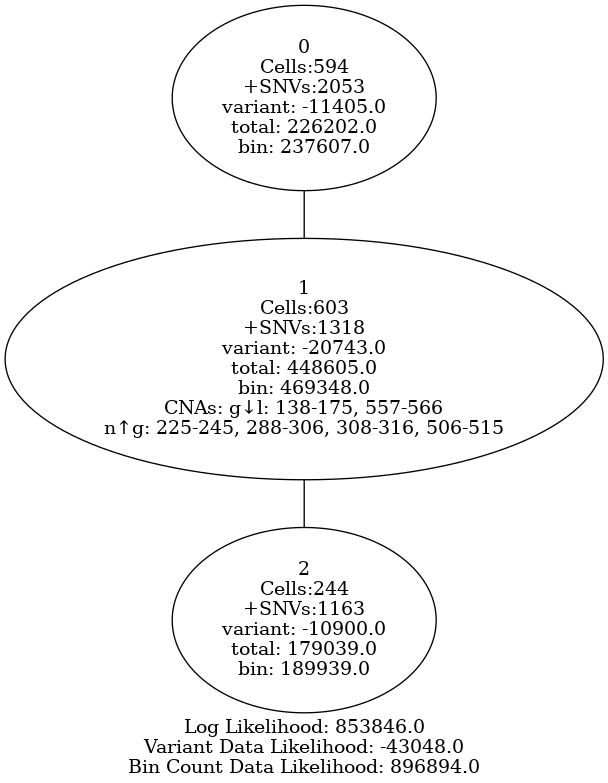 0
Cells:594
+SNVs:2053
variant: -11405.0
total: 226202.0
bin: 237607.0
1
Cells:603
+SNVs:1318
variant: -20743.0
total: 448605.0
bin: 469348.0
CNAs: g↓l: 138-175, 557-566
n↑g: 225-245, 288-306, 308-316, 506-515
2
Cells:244
+SNVs:1163
variant: -10900.0
total: 179039.0
bin: 189939.0
Log Likelihood: 853846.0
Variant Data Likelihood: -43048.0
Bin Count Data Likelihood: 896894.0